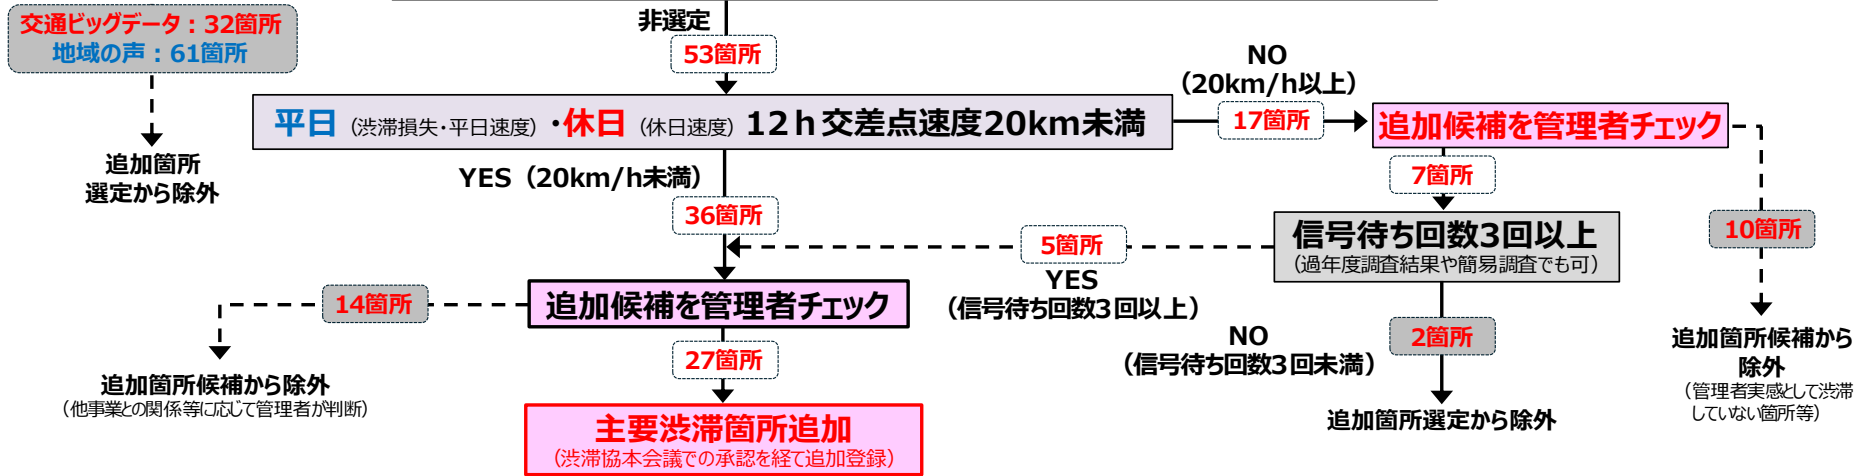 交通ビッグデータ：32箇所
地域の声：61箇所
追加箇所
選定から除外
非選定
53箇所
平日（渋滞損失・平日速度）・休日（休日速度）12ｈ交差点速度20km未満
NO
（20km/h以上）
17箇所
追加候補を管理者チェック
YES（20km/h未満）
36箇所
7箇所
信号待ち回数3回以上
（過年度調査結果や簡易調査でも可）
10箇所
追加箇所候補から
除外
（管理者実感として渋滞
していない箇所等）
5箇所
YES
（信号待ち回数3回以上）
NO
（信号待ち回数3回未満）
2箇所
追加箇所選定から除外
追加候補を管理者チェック
14箇所
追加箇所候補から除外
（他事業との関係等に応じて管理者が判断）
27箇所
主要渋滞箇所追加
（渋滞協本会議での承認を経て追加登録）